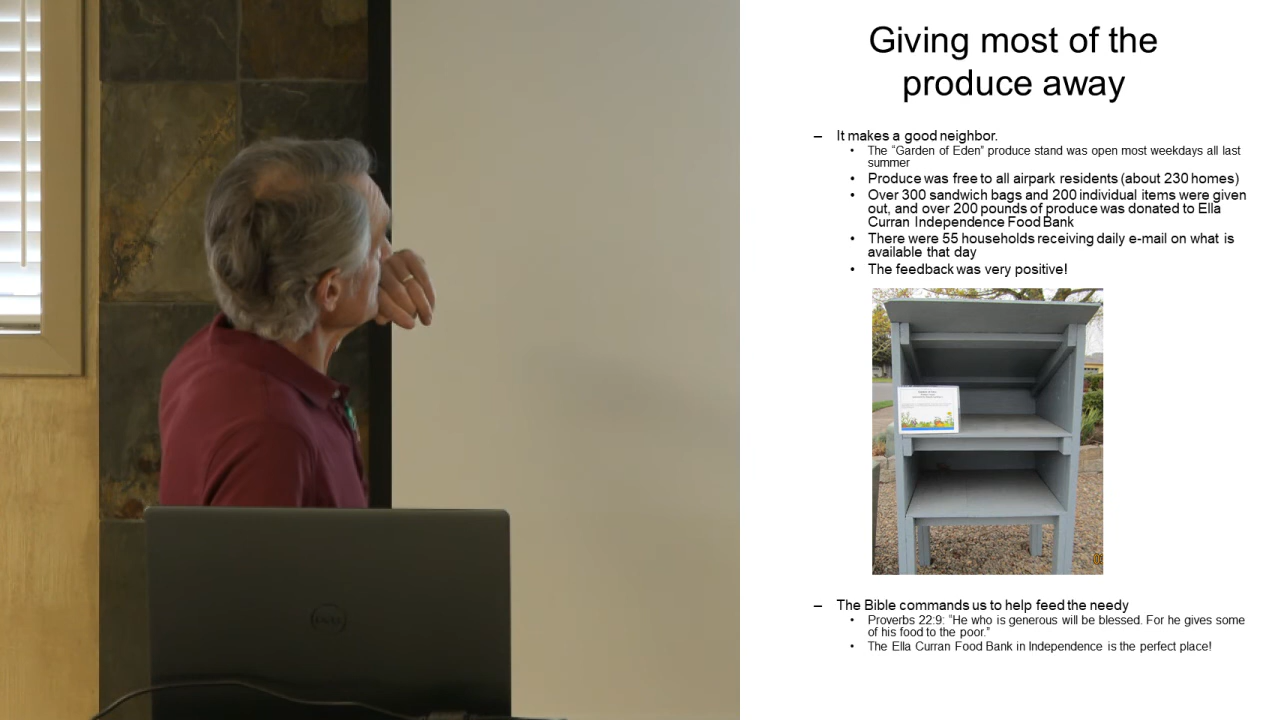 Giving most of the
produce away
– It makes a good neighbor.
• The “Garden of Eden” produce stand was open most weekdays all last
summer
• Produce was free to all airpark residents (about 230 homes)
• Over 300 sandwich bags and 200 individual items were given
out, and over 200 pounds of produce was donated to Ella
Curran Independence Food Bank
• There were 55 households receiving daily e-mail on what is
available that day
• The feedback was very positive!
– The Bible commands us to help feed the needy
• Proverbs 22:9: “He who is generous will be blessed. For he gives some
of his food to the poor.”
• The Ella Curran Food Bank in Independence is the perfect place!
DELL